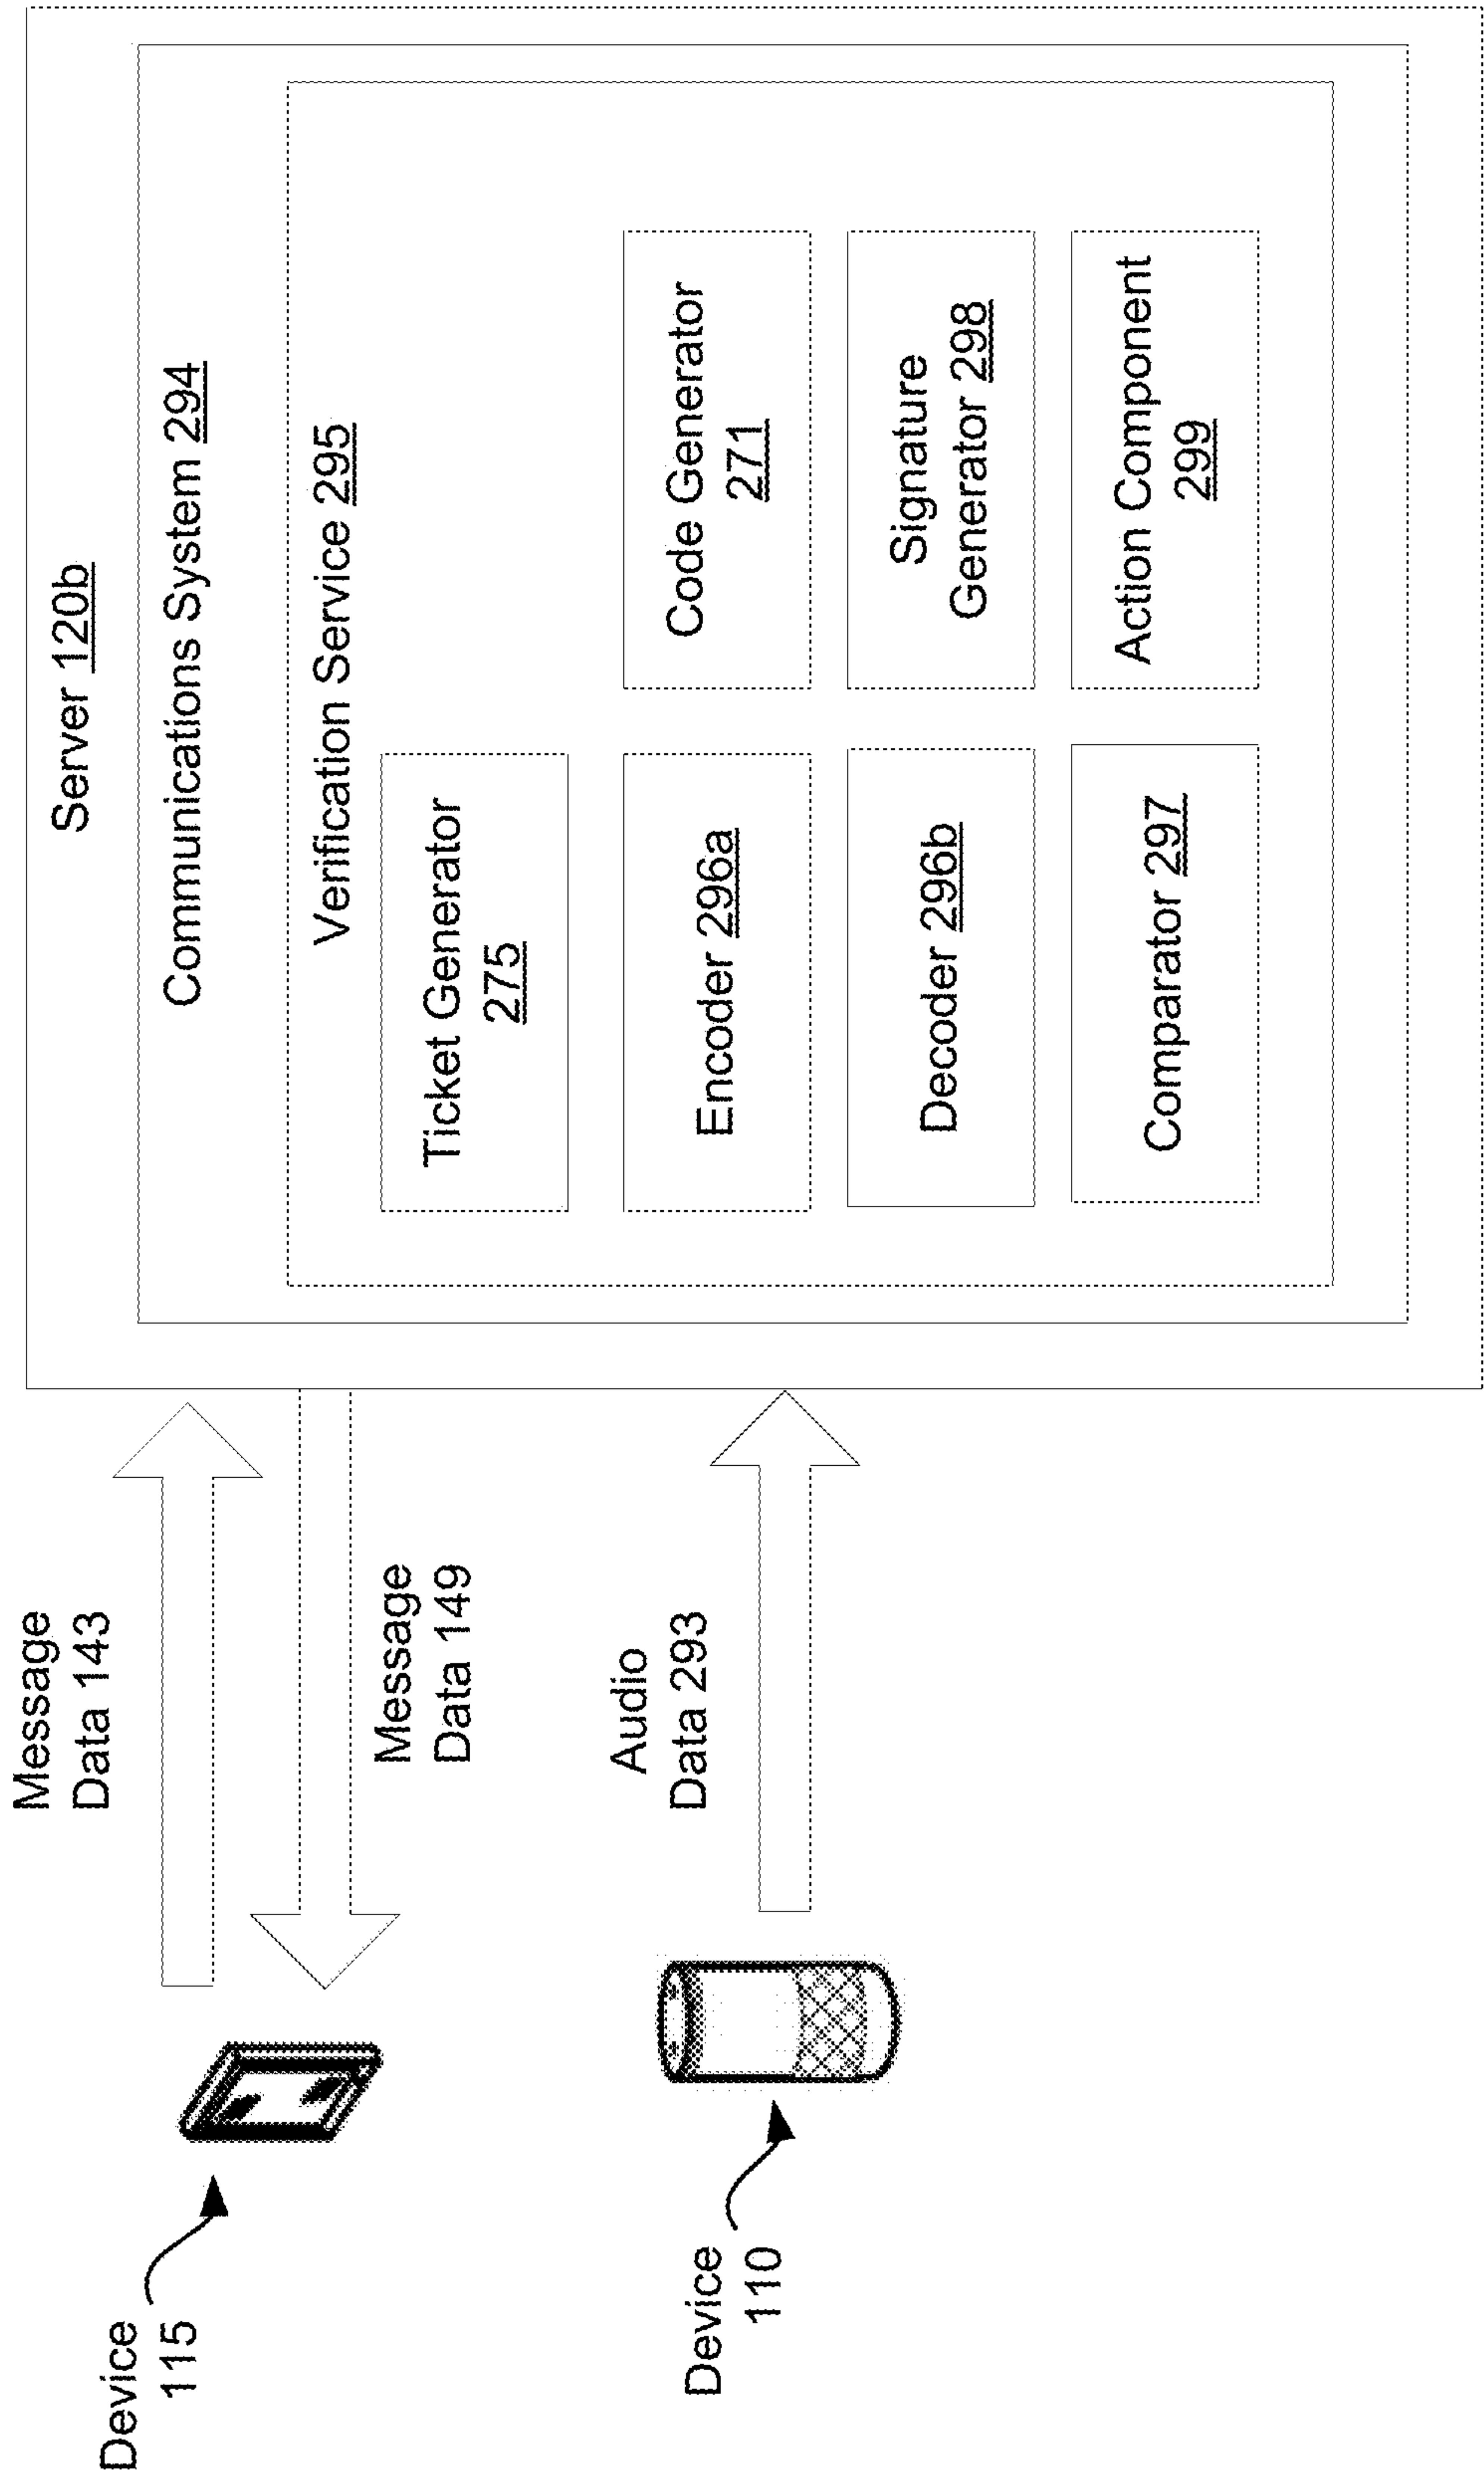 Server 120b
Communications System 294
Verification Service 295
Ticket Generator
275
Encoder 296a
Code Generator
271
Decoder 296b
Signature
Generator 298
Comparator 297
Action Component
299
Message
Data 143
Message
Data 149
Audio
Data 293
Device
115
Device
110